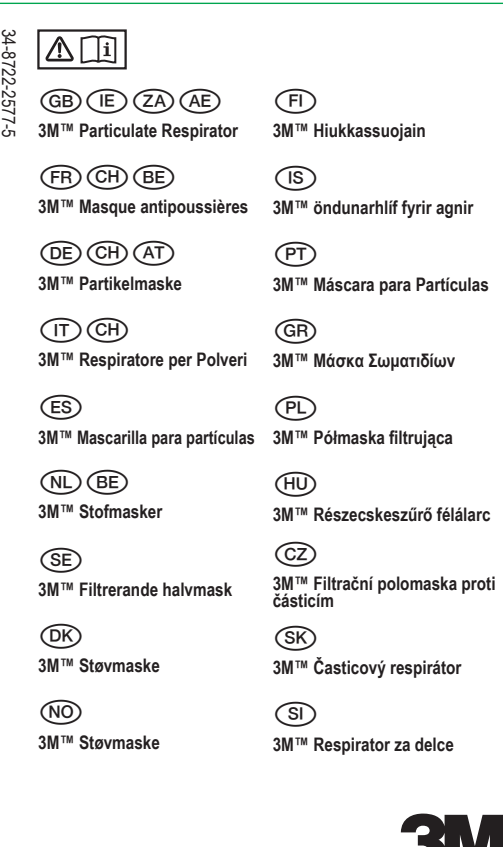 34-8722-2577-5
GB IE ZA AE
3M™ Particulate Respirator
FR CH BE
3M™ Masque antipoussières
DE CH AT
3M™ Partikelmaske
IT CH
3M™ Respiratore per Polveri
ES
3M™ Mascarilla para partículas
NL BE
3M™ Stofmasker
SE
3M™ Filtrerande halvmask
DK
3M™ Støvmaske
NO
3M™ Støvmaske
FI
3M™ Hiukkassuojain
IS
3M™ öndunarhlíf fyrir agnir
PT
3M™ Máscara para Partículas
GR
3M™ Μάσκα Σωματιδίων
PL
3M™ Półmaska filtrująca
HU
3M™ Részecskeszűrő félálarc
CZ
3M™ Filtrační polomaska proti
částicím
SK
3M™ Časticový respirátor
SI
3M™ Respirator za delce
3M